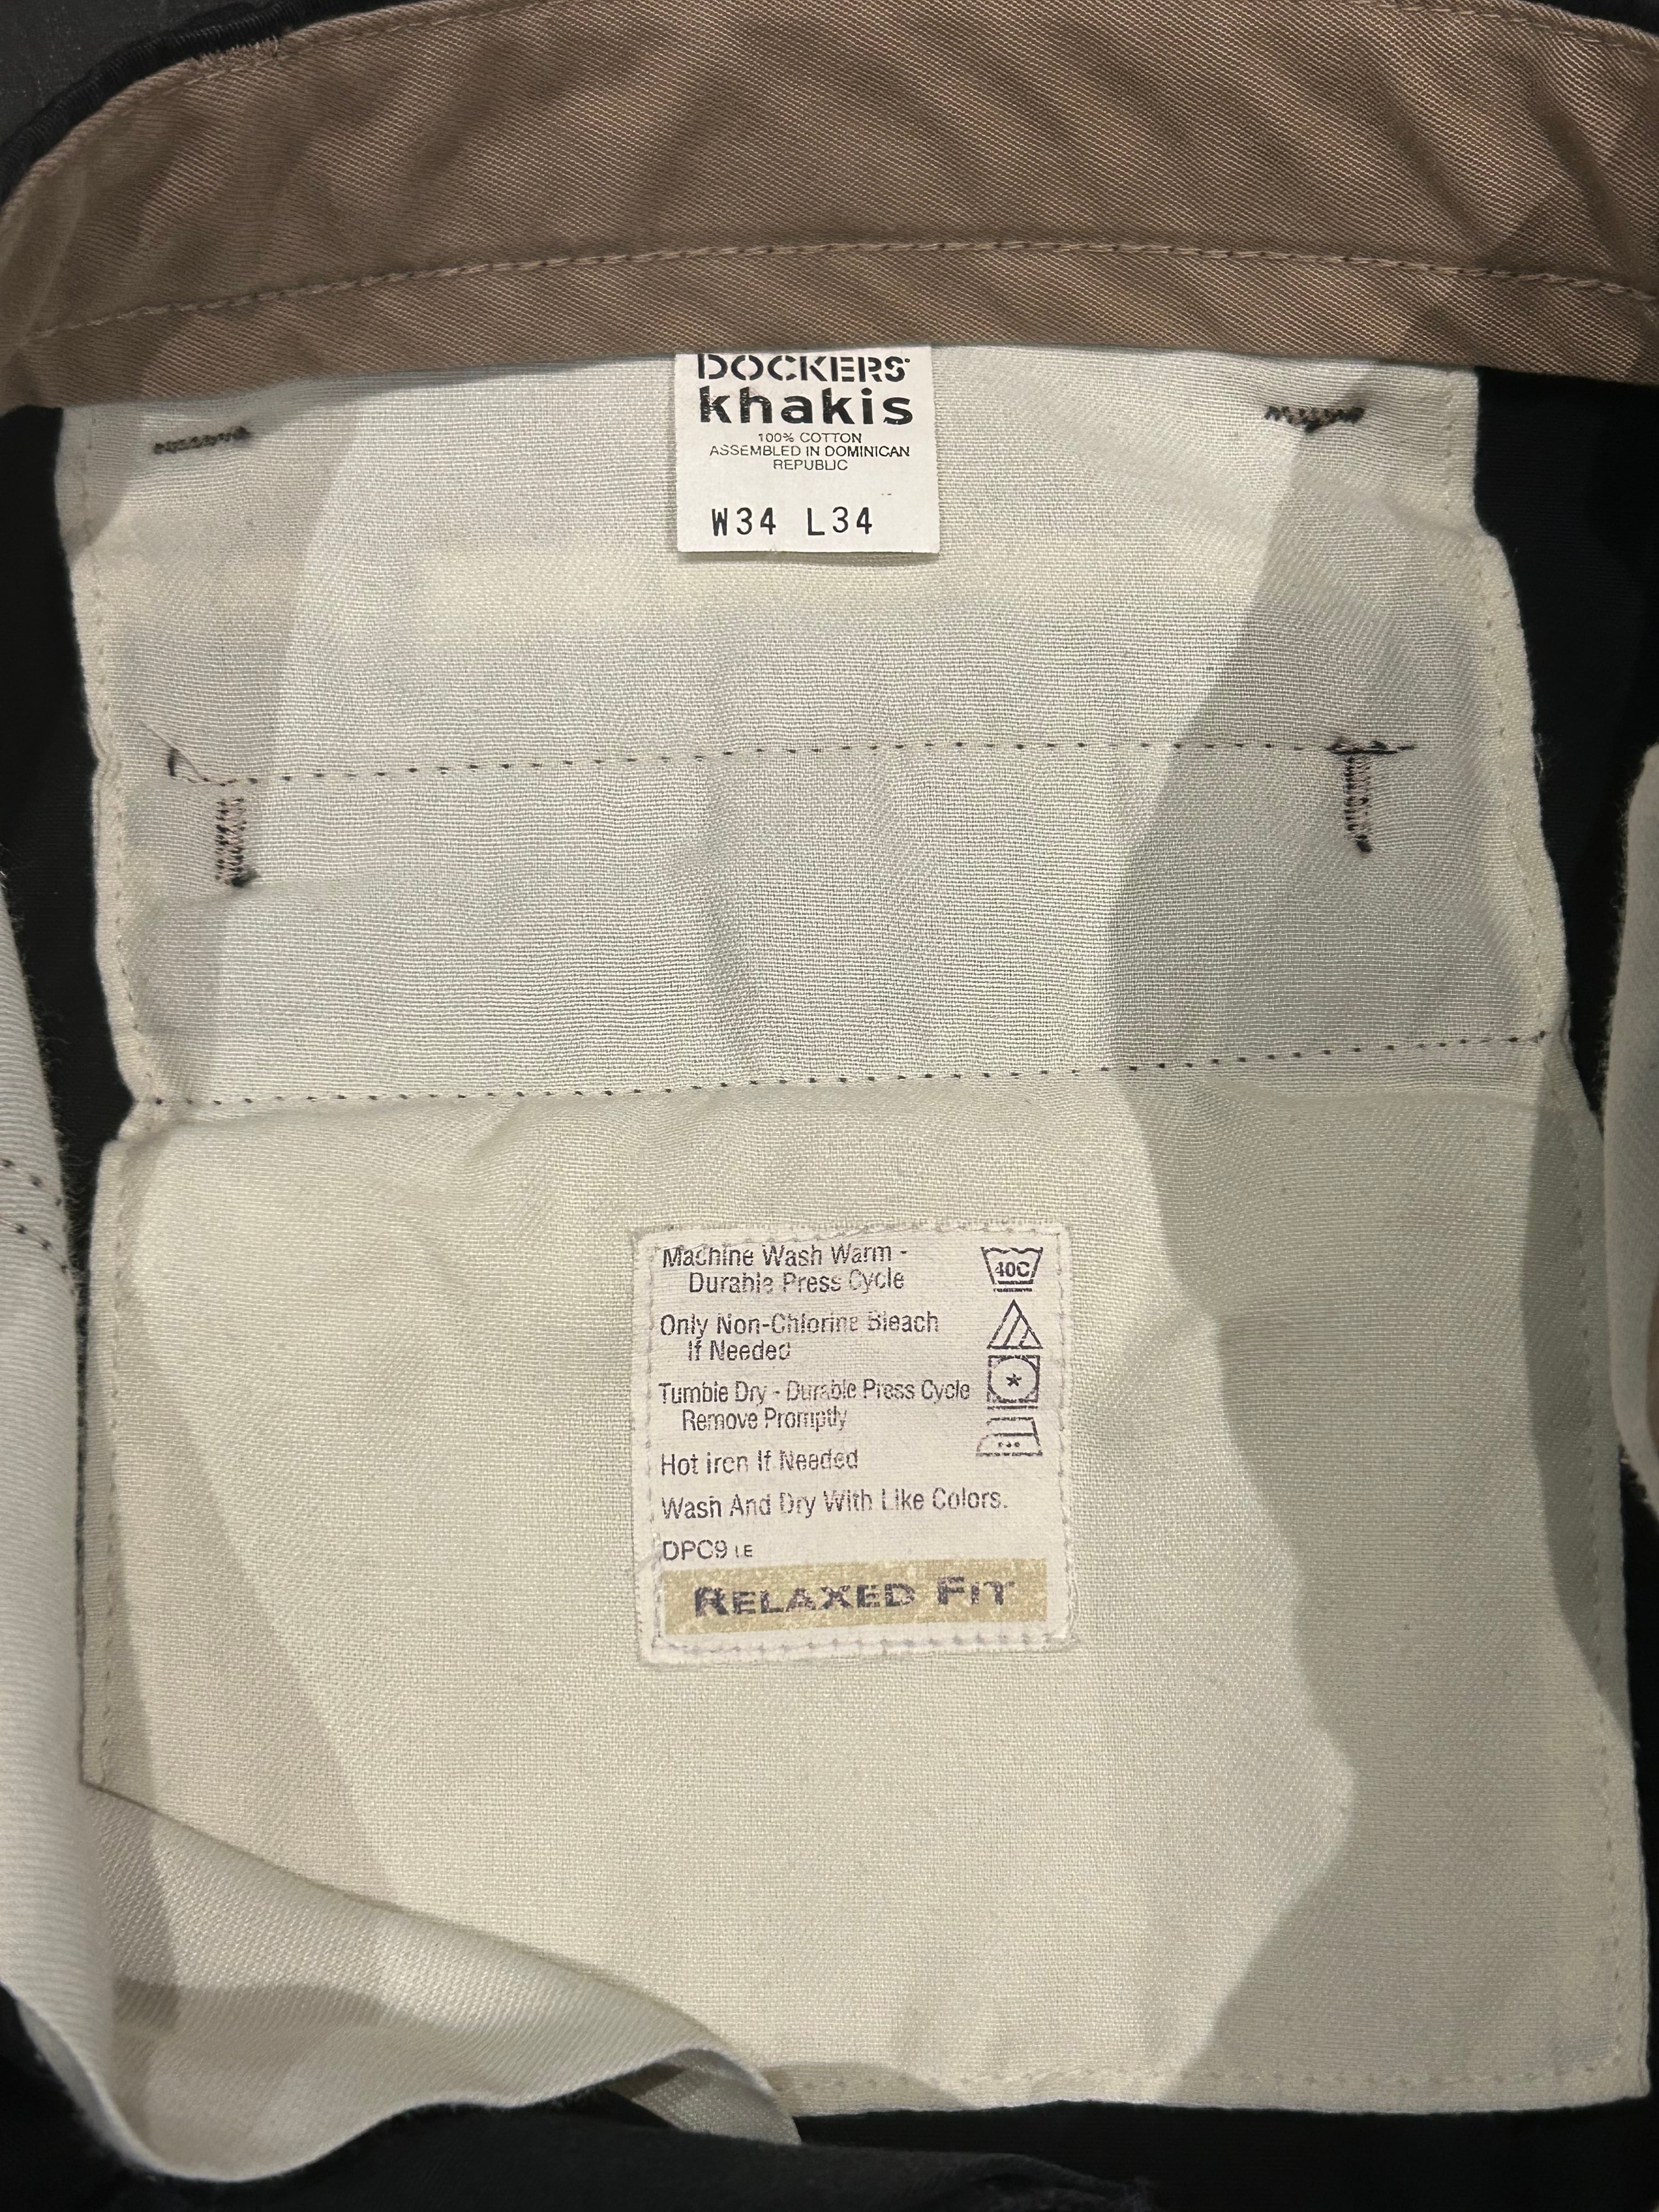 DOCKERS
khakis
100% COTTON
ASSEMBLED IN DOMINICAN
REPUBLIC
W34 L34
Machine Wash Warm -
Durable Press Cycle
40C
Only Non-Chlorine Bleach
If Needed
Tumble Dry - Durable Press Cycle
Remove Promptly
Hot iron If Needed
Wash And Dry With Like Colors.
DPC9 LE
RELAXED FIT